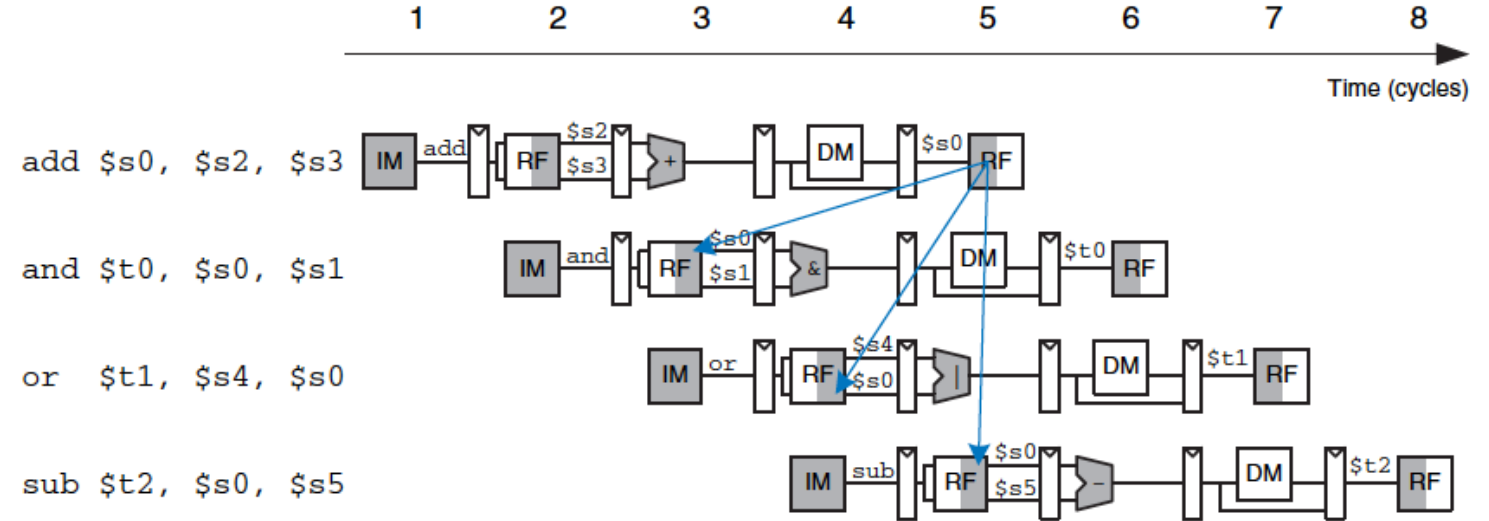 1 2 3 4 5 6 7 8
Time (cycles)
add $s0, $s2, $s3 IM add RF $s2 $s3 + DM $s0 RF
and $t0, $s0, $s1 IM and RF $s0 $s1 & DM $t0 RF
or $t1, $s4, $s0 IM or RF $s4 $s0 | DM $t1 RF
sub $t2, $s0, $s5 IM sub RF $s0 $s5 - DM $t2 RF